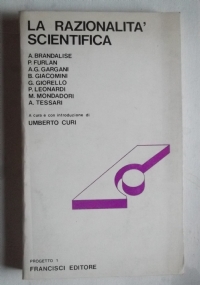 LA RAZIONALITA'
SCIENTIFICA
A. BRANDALISE
P. FURLAN
A.G. GARGANI
B. GIACOMINI
G. GIORELLO
P. LEONARDI
M. MONDADORI
A. TESSARI
a cura e con introduzione di
UMBERTO CURI
PROGETTO 1
FRANCISCI EDITORE